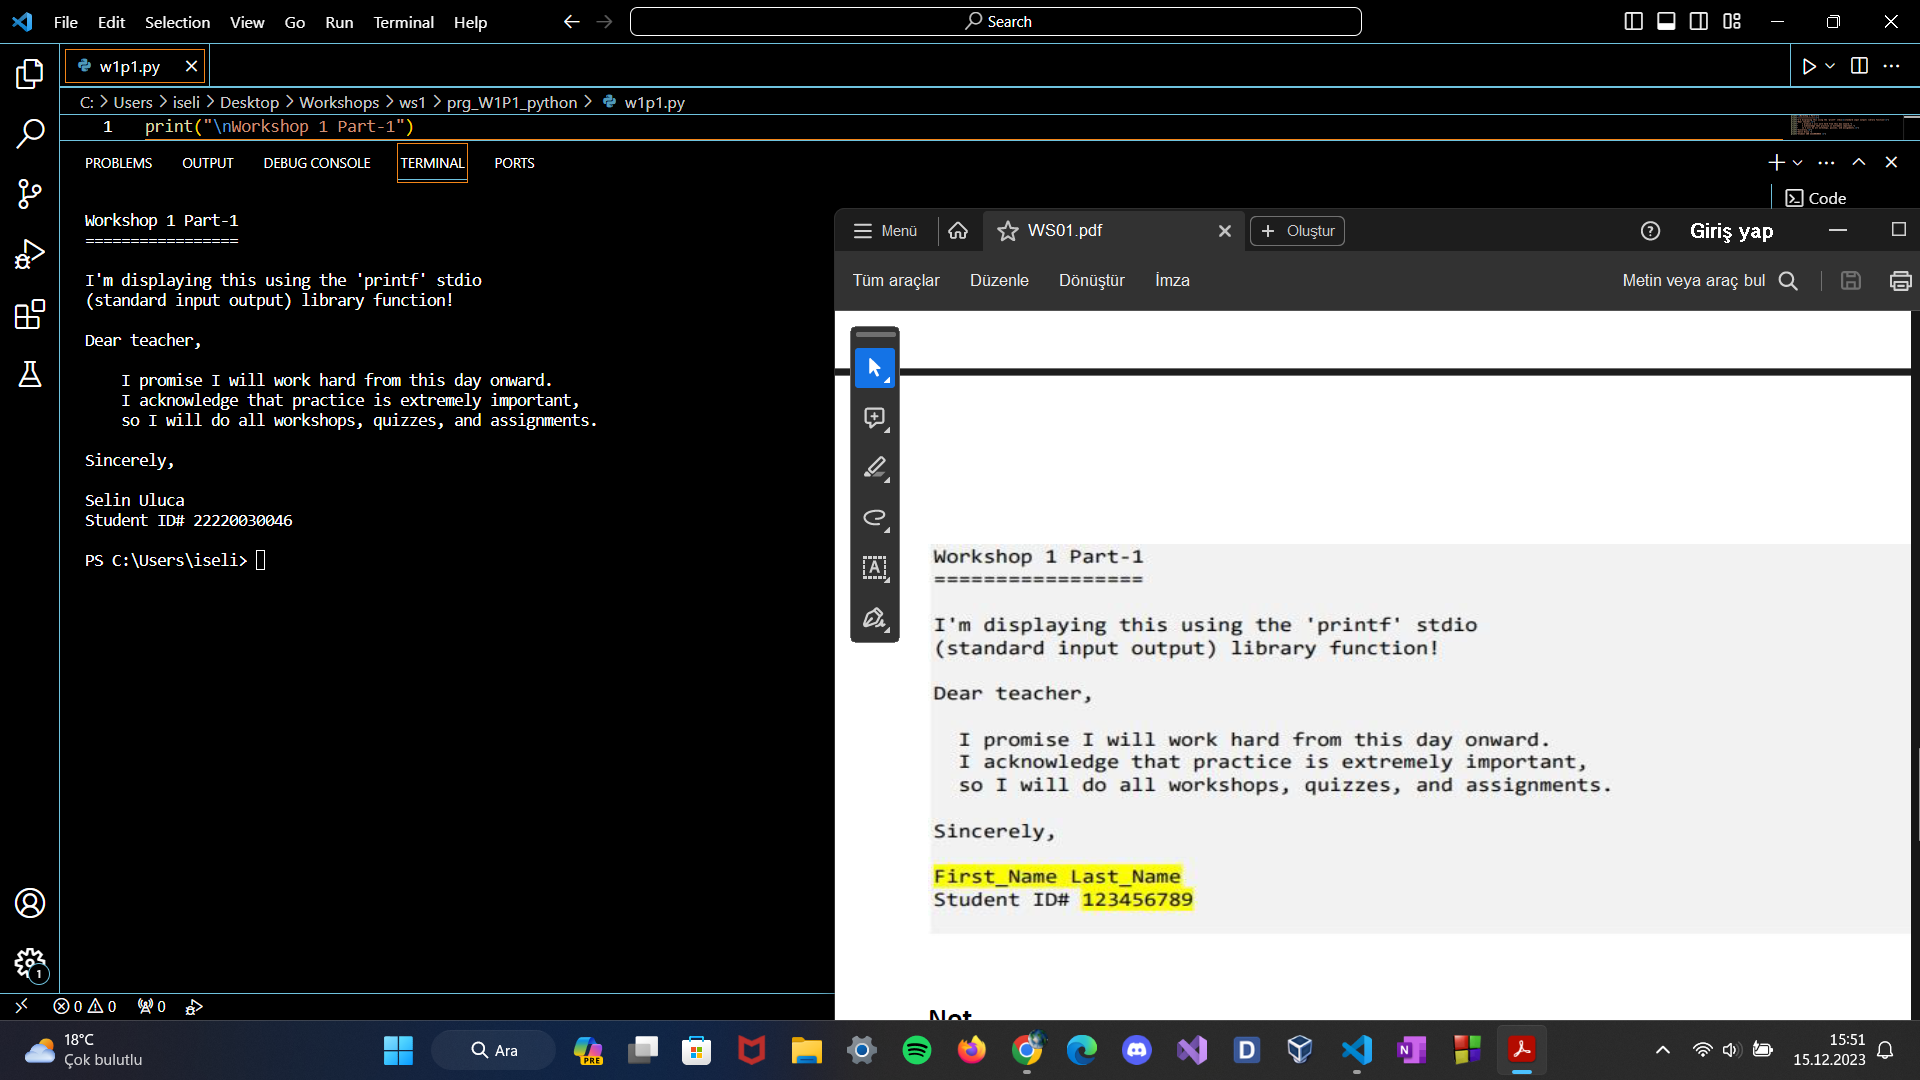 File Edit Selection View Go Run Terminal Help
Search
w1p1.py
C: > Users > iseli > Desktop > Workshops > ws1 > prg_W1P1_python > w1p1.py
1 print("\nWorkshop 1 Part-1")
PROBLEMS OUTPUT DEBUG CONSOLE TERMINAL PORTS
Code
Workshop 1 Part-1
=================
I'm displaying this using the 'printf' stdio
(standard input output) library function!
Dear teacher,
I promise I will work hard from this day onward.
I acknowledge that practice is extremely important,
so I will do all workshops, quizzes, and assignments.
Sincerely,
Selin Uluca
Student ID# 22220030046
PS C:\Users\iseli>
Menü WS01.pdf Oluştur Giriş yap
Tüm araçlar Düzenle Dönüştür İmza Metin veya araç bul
Workshop 1 Part-1
=================
I'm displaying this using the 'printf' stdio
(standard input output) library function!
Dear teacher,
I promise I will work hard from this day onward.
I acknowledge that practice is extremely important,
so I will do all workshops, quizzes, and assignments.
Sincerely,
First_Name Last_Name
Student ID# 123456789
Not
1
0 0 0
18°C
Çok bulutlu
Ara
PRE
15:51
15.12.2023